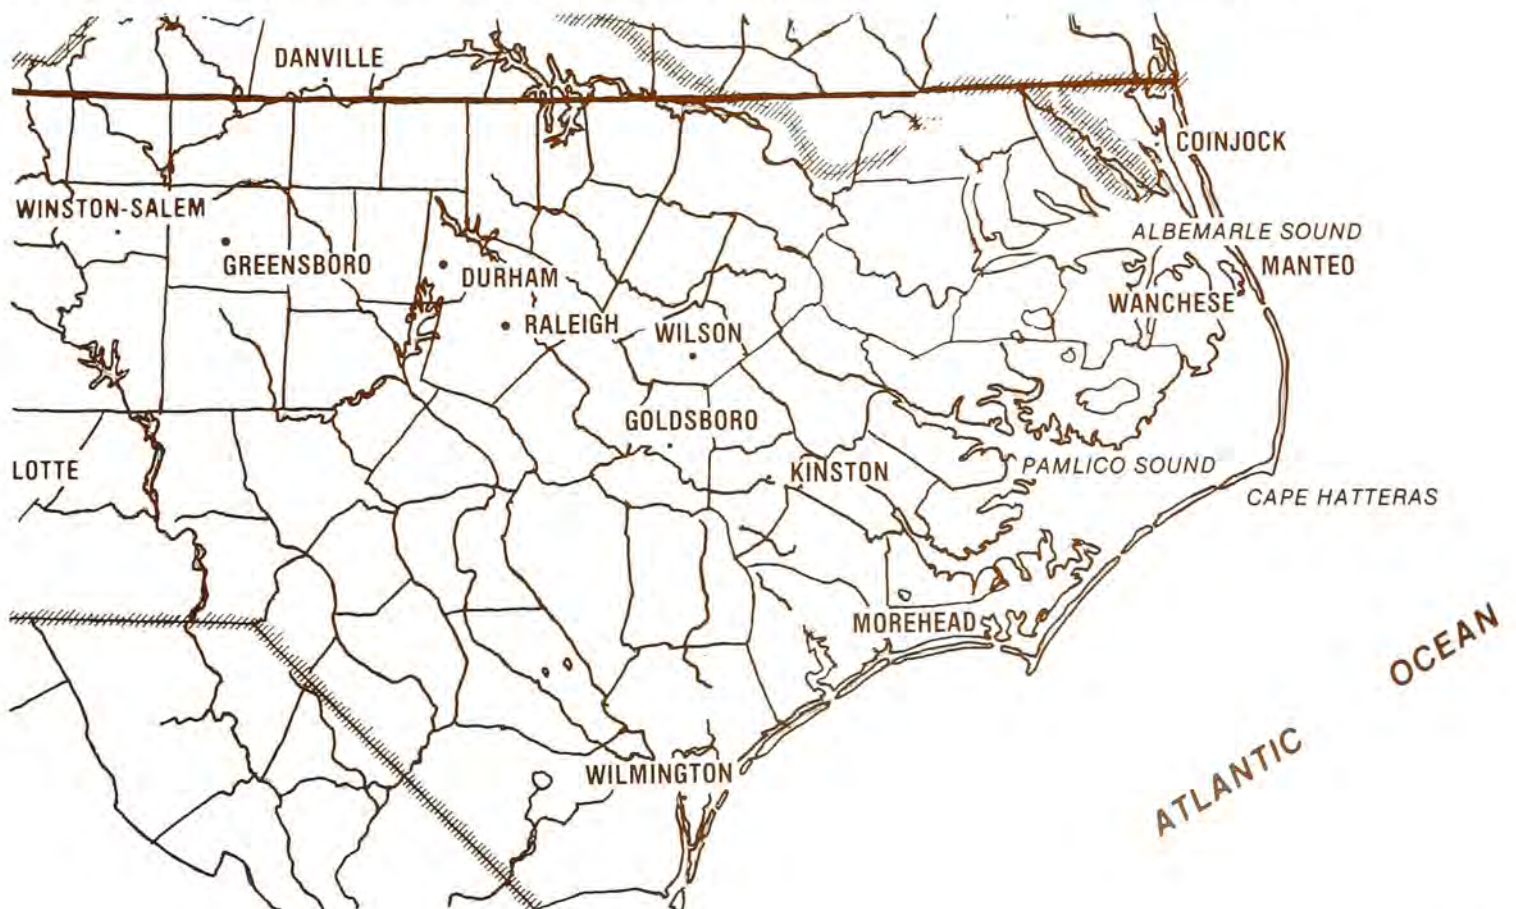 DANVILLE
COINJOCK
WINSTON-SALEM
ALBEMARLE SOUND
GREENSBORO
MANTEO
DURHAM
WANCHESE
RALEIGH
WILSON
GOLDSBORO
LOTTE
KINSTON
PAMLICO SOUND
CAPE HATTERAS
MOREHEAD
OCEAN
ATLANTIC
WILMINGTON